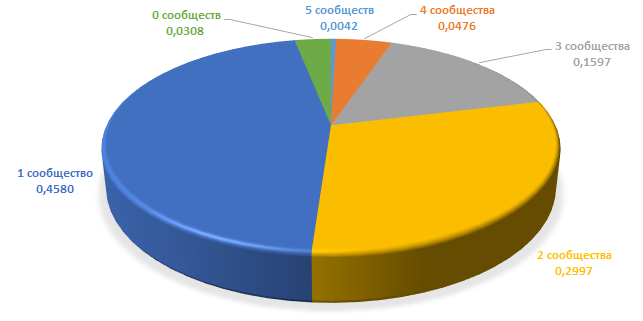 0 сообществ
0,0308
5 сообществ
0,0042
4 сообщества
0,0476
3 сообщества
0,1597
1 сообщество
0,4580
2 сообщества
0,2997